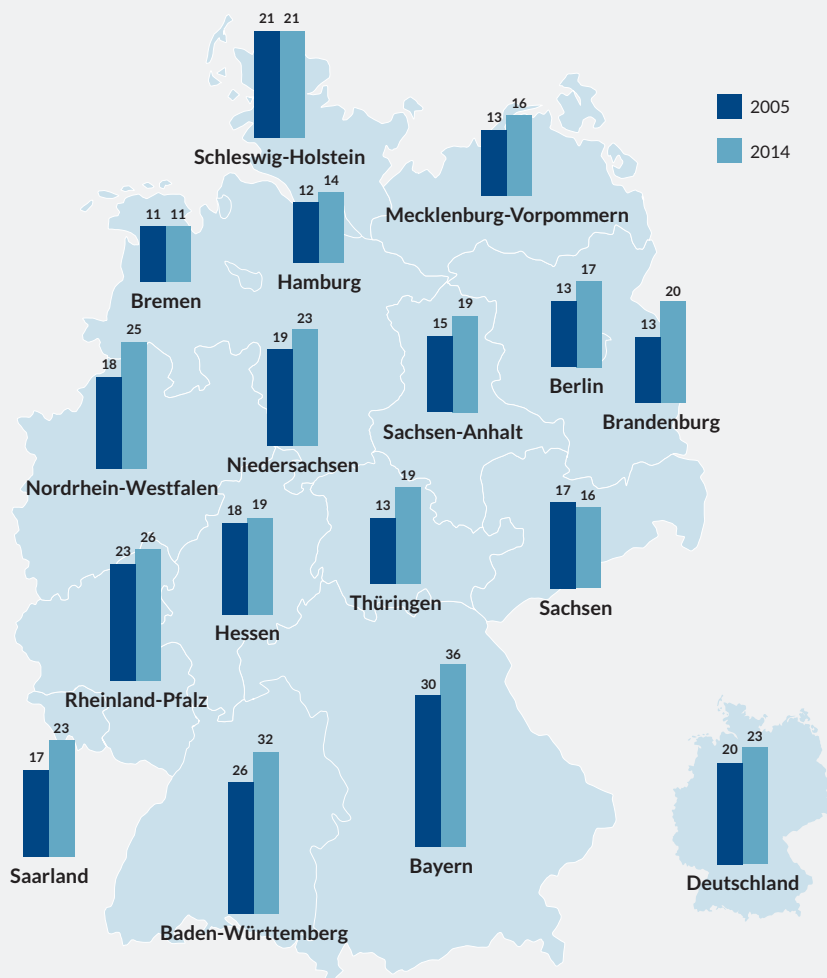 21 21
Schleswig-Holstein
2005
2014
13 16
Mecklenburg-Vorpommern
12 14
Hamburg
11 11
Bremen
13 17
Berlin
13 20
Brandenburg
15 19
Sachsen-Anhalt
19 23
Niedersachsen
18 25
Nordrhein-Westfalen
13 19
Thüringen
17 16
Sachsen
18 19
Hessen
23 26
Rheinland-Pfalz
30 36
Bayern
17 23
Saarland
26 32
Baden-Württemberg
20 23
Deutschland